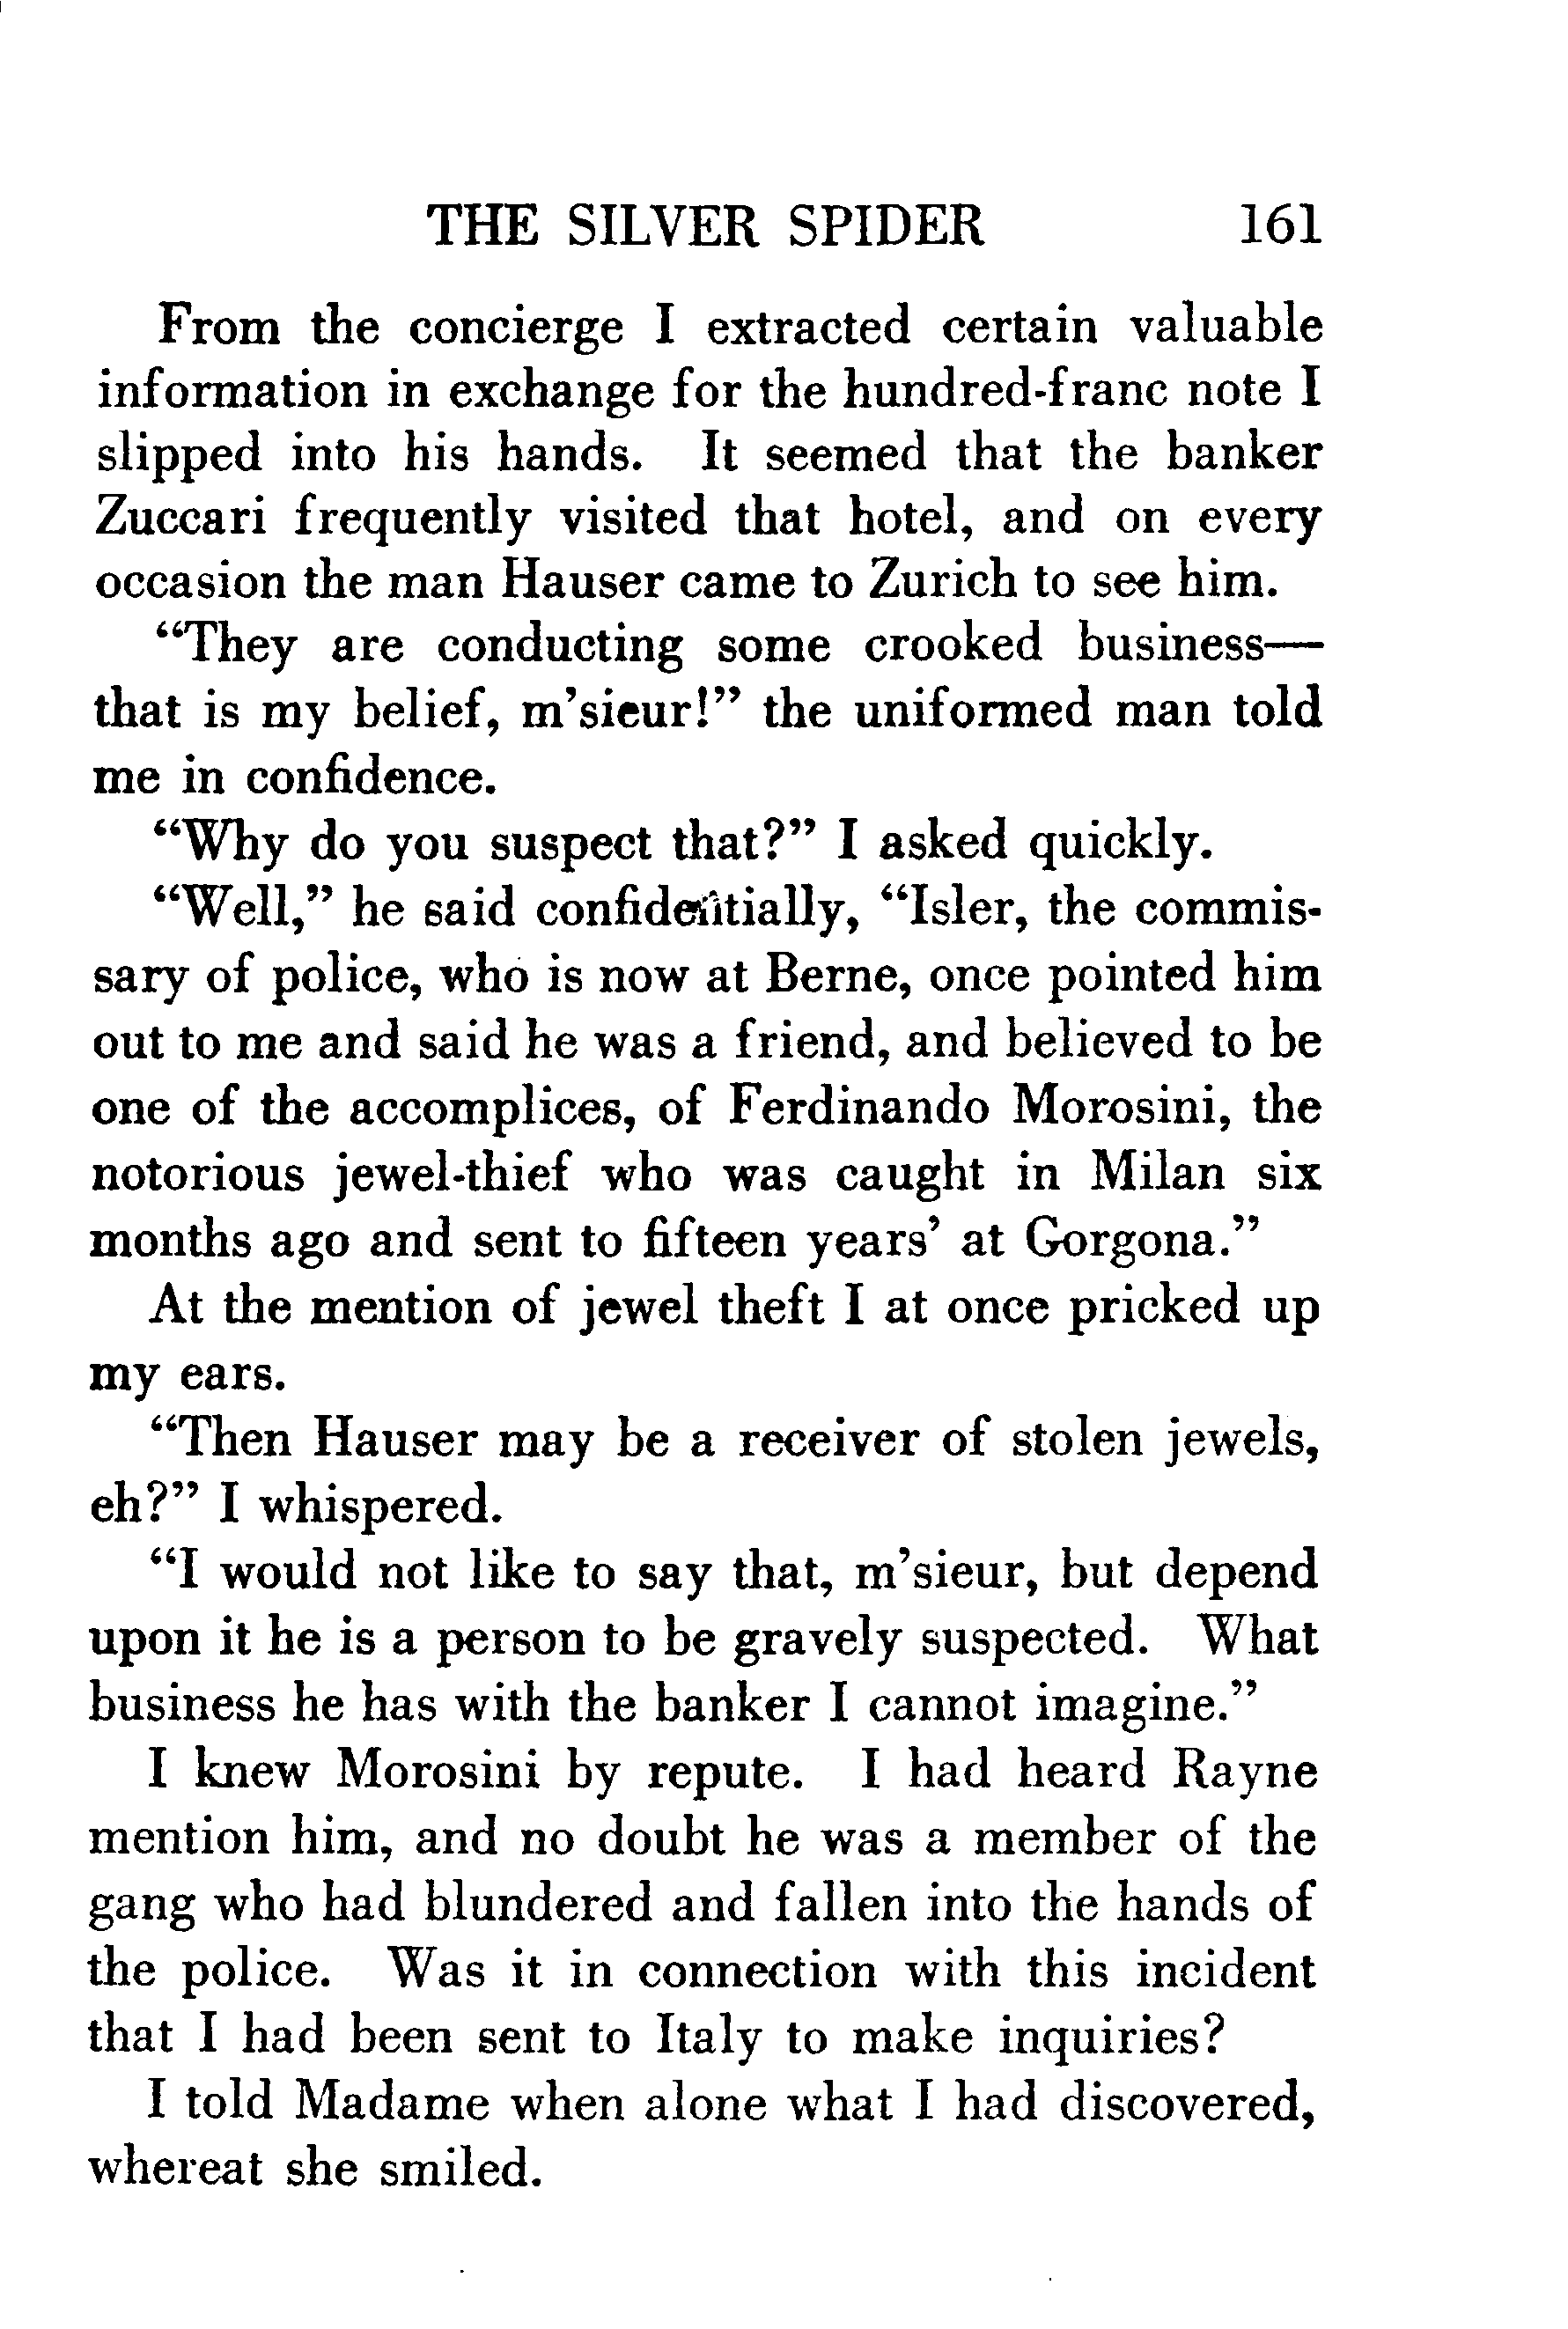 THE SILVER SPIDER 161
From the concierge I extracted certain valuable
information in exchange for the hundred-franc note I
slipped into his hands. It seemed that the banker
Zuccari frequently visited that hotel, and on every
occasion the man Hauser came to Zurich to see him.
“They are conducting some crooked business—
that is my belief, m’sieur!” the uniformed man told
me in confidence.
“Why do you suspect that?” I asked quickly.
“Well,” he said confidentially, “Isler, the commis-
sary of police, who is now at Berne, once pointed him
out to me and said he was a friend, and believed to be
one of the accomplices, of Ferdinando Morosini, the
notorious jewel-thief who was caught in Milan six
months ago and sent to fifteen years’ at Gorgona.”
At the mention of jewel theft I at once pricked up
my ears.
“Then Hauser may be a receiver of stolen jewels,
eh?” I whispered.
“I would not like to say that, m’sieur, but depend
upon it he is a person to be gravely suspected. What
business he has with the banker I cannot imagine.”
I knew Morosini by repute. I had heard Rayne
mention him, and no doubt he was a member of the
gang who had blundered and fallen into the hands of
the police. Was it in connection with this incident
that I had been sent to Italy to make inquiries?
I told Madame when alone what I had discovered,
whereat she smiled.